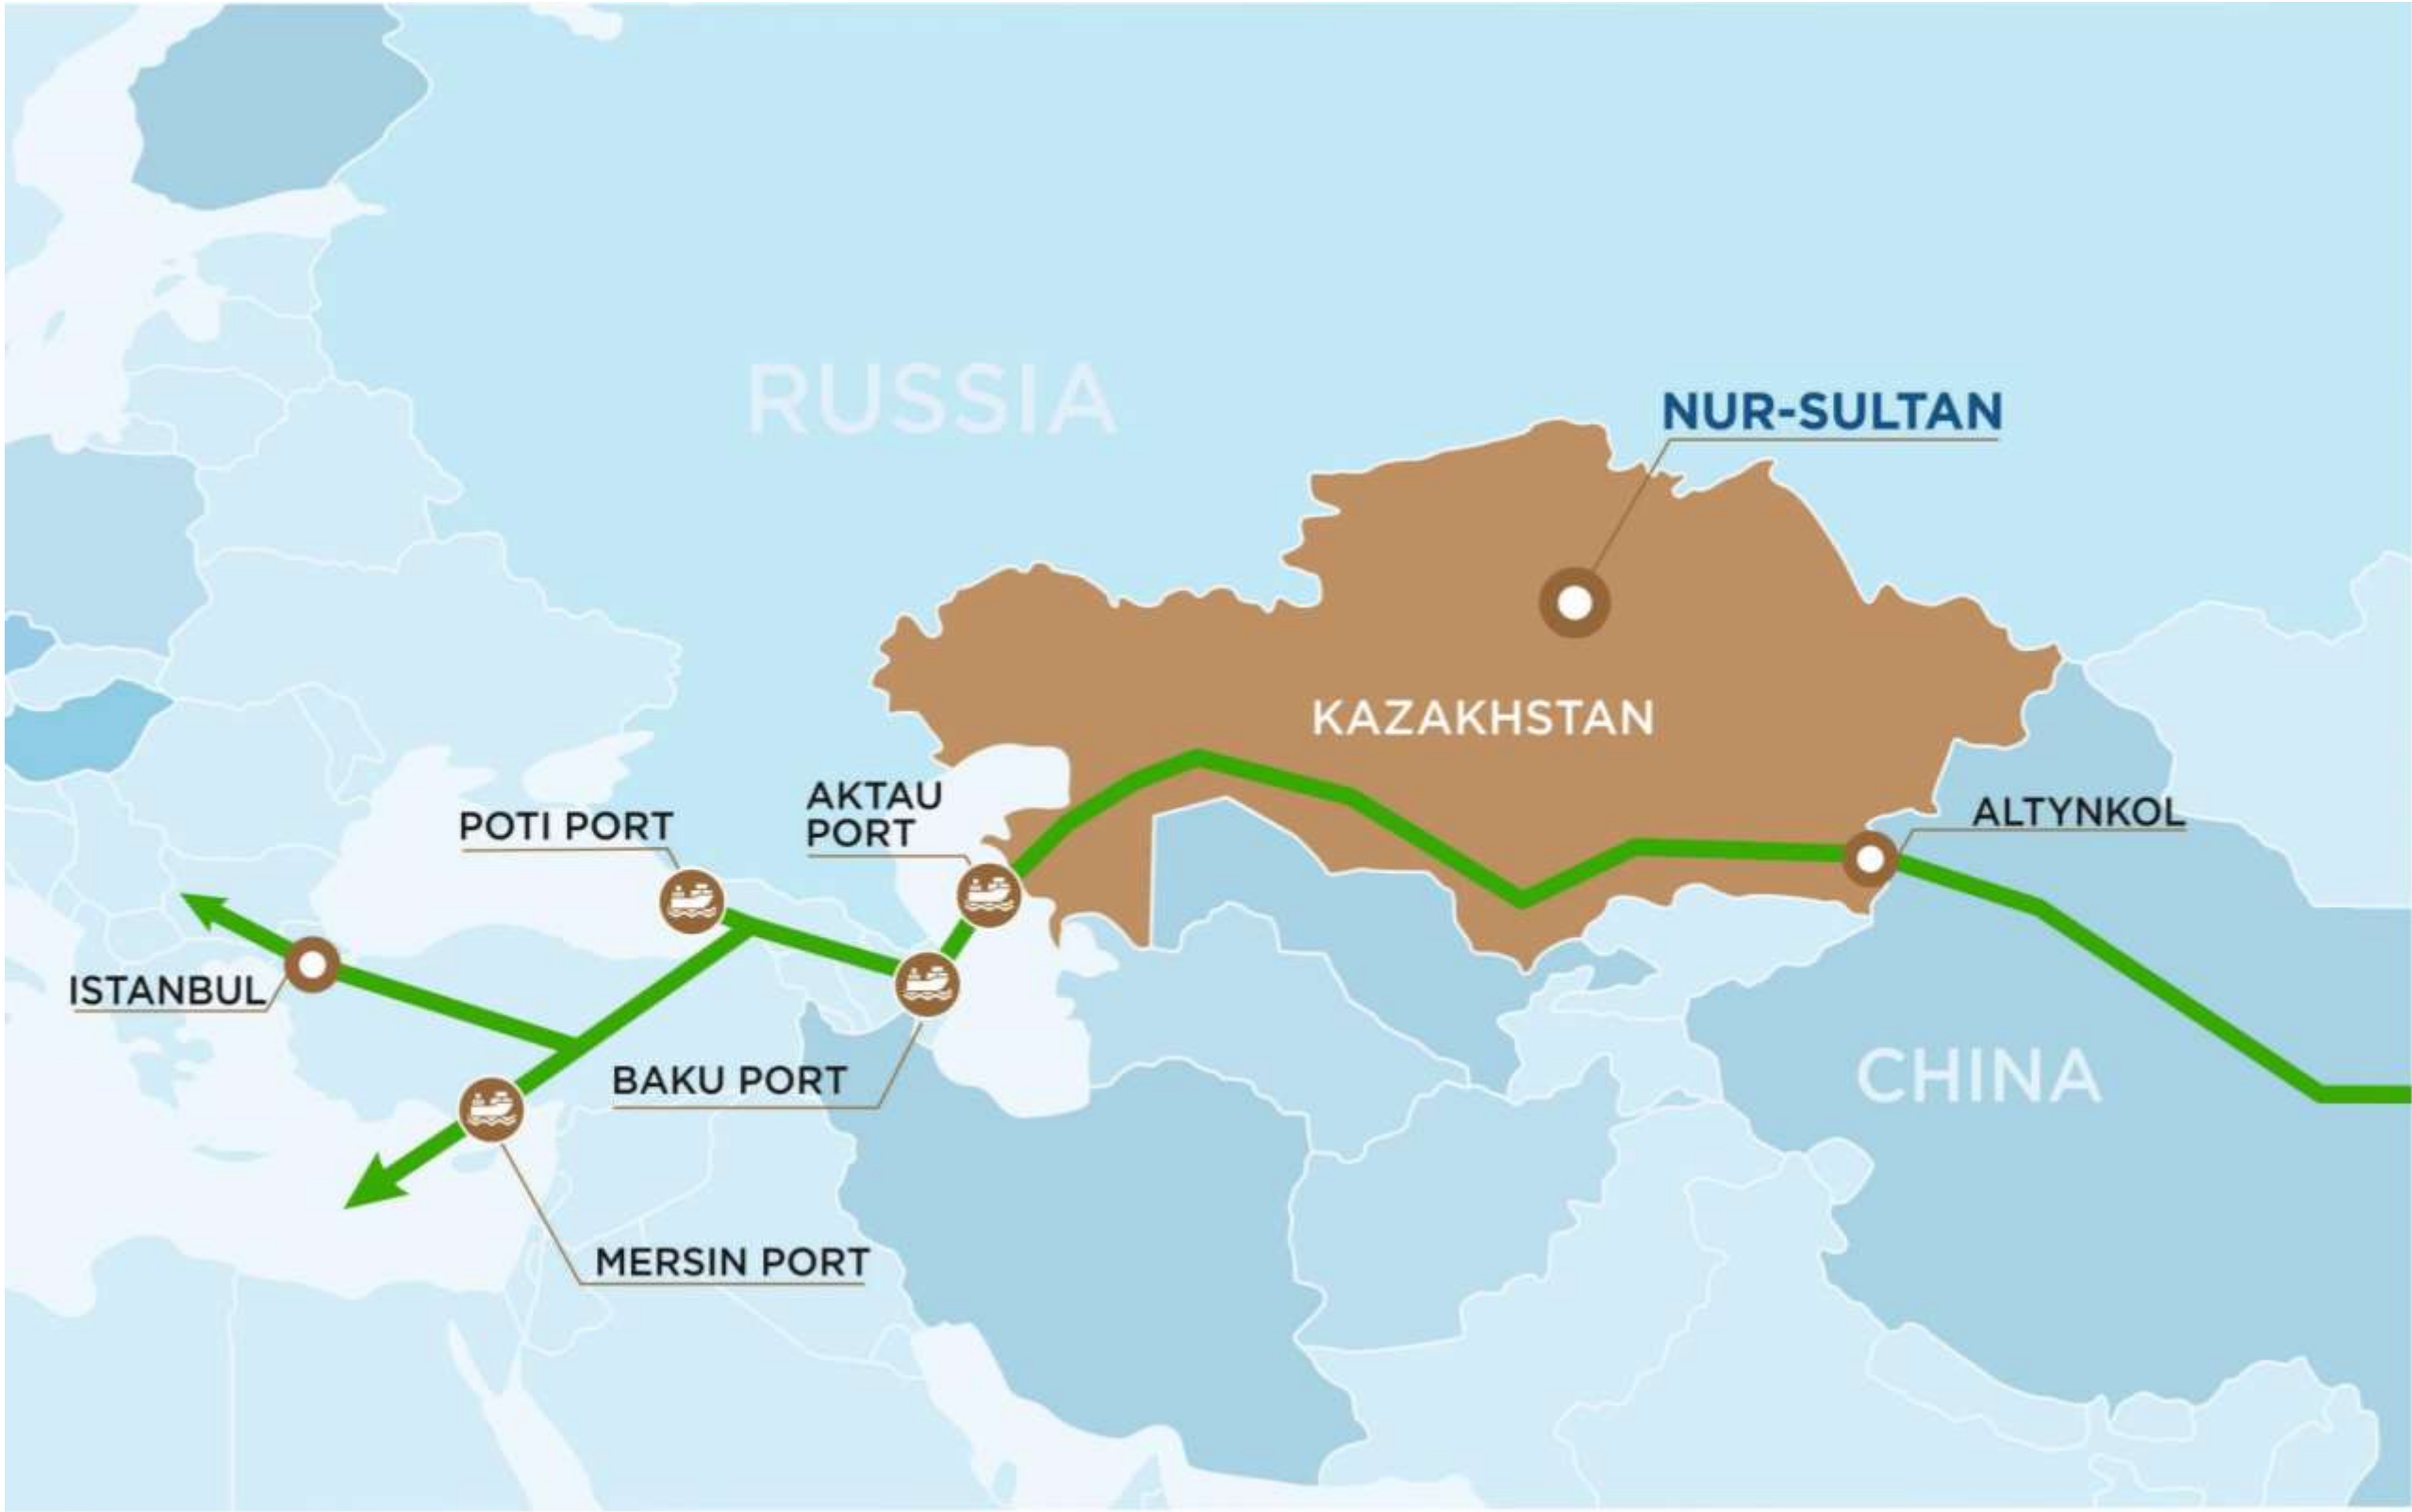 RUSSIA
NUR-SULTAN
KAZAKHSTAN
AKTAU
PORT
POTI PORT
ALTYNKOL
ISTANBUL
BAKU PORT
CHINA
MERSIN PORT